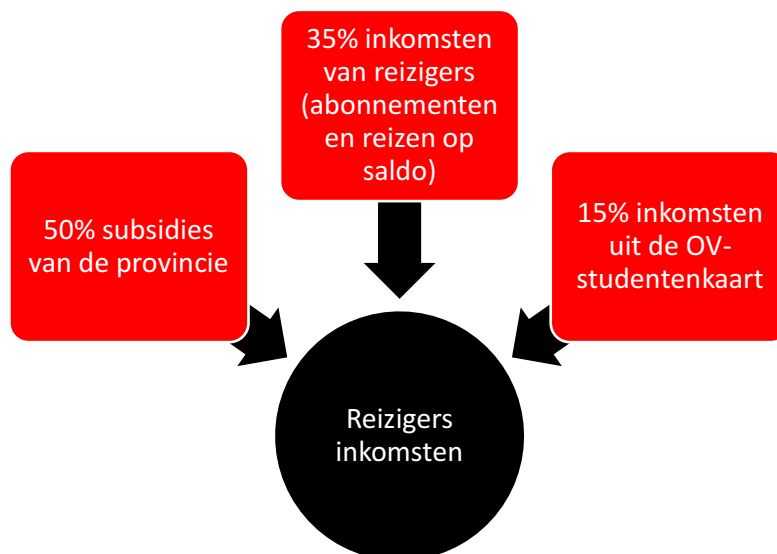 35% inkomsten
van reizigers
(abonnementen
en reizen op
saldo)
50% subsidies
van de provincie
15% inkomsten
uit de OV-
studentenkaart
Reizigers
inkomsten